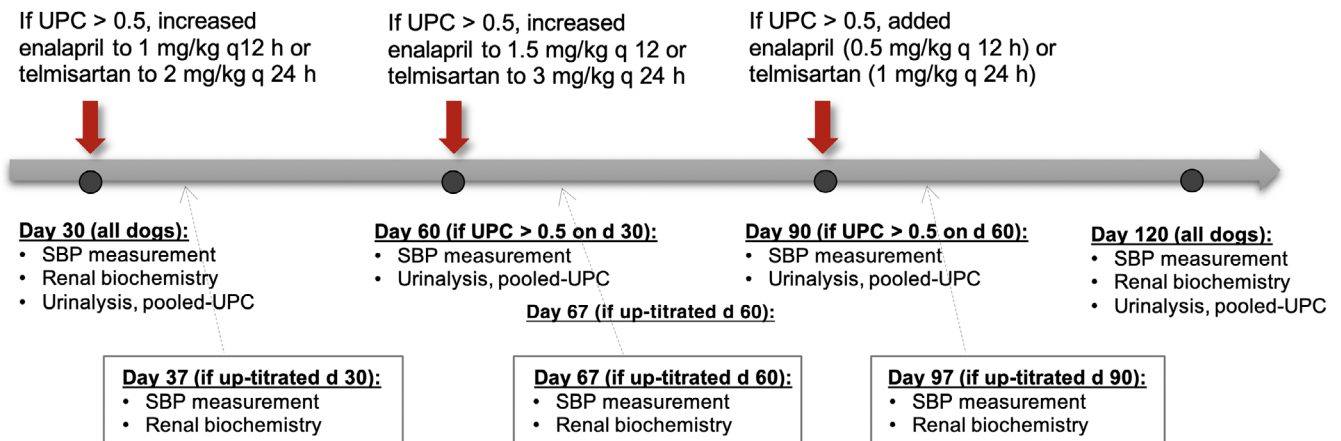 If UPC > 0.5, increased
enalapril to 1 mg/kg q12 h or
telmisartan to 2 mg/kg q 24 h
If UPC > 0.5, increased
enalapril to 1.5 mg/kg q 12 or
telmisartan to 3 mg/kg q 24 h
If UPC > 0.5, added
enalapril (0.5 mg/kg q 12 h) or
telmisartan (1 mg/kg q 24 h)
Day 30 (all dogs):
• SBP measurement
• Renal biochemistry
• Urinalysis, pooled-UPC
Day 60 (if UPC > 0.5 on d 30):
• SBP measurement
• Urinalysis, pooled-UPC
Day 90 (if UPC > 0.5 on d 60):
• SBP measurement
• Urinalysis, pooled-UPC
Day 120 (all dogs):
• SBP measurement
• Renal biochemistry
• Urinalysis, pooled-UPC
Day 67 (if up-titrated d 60):
Day 37 (if up-titrated d 30):
• SBP measurement
• Renal biochemistry
Day 67 (if up-titrated d 60):
• SBP measurement
• Renal biochemistry
Day 97 (if up-titrated d 90):
• SBP measurement
• Renal biochemistry